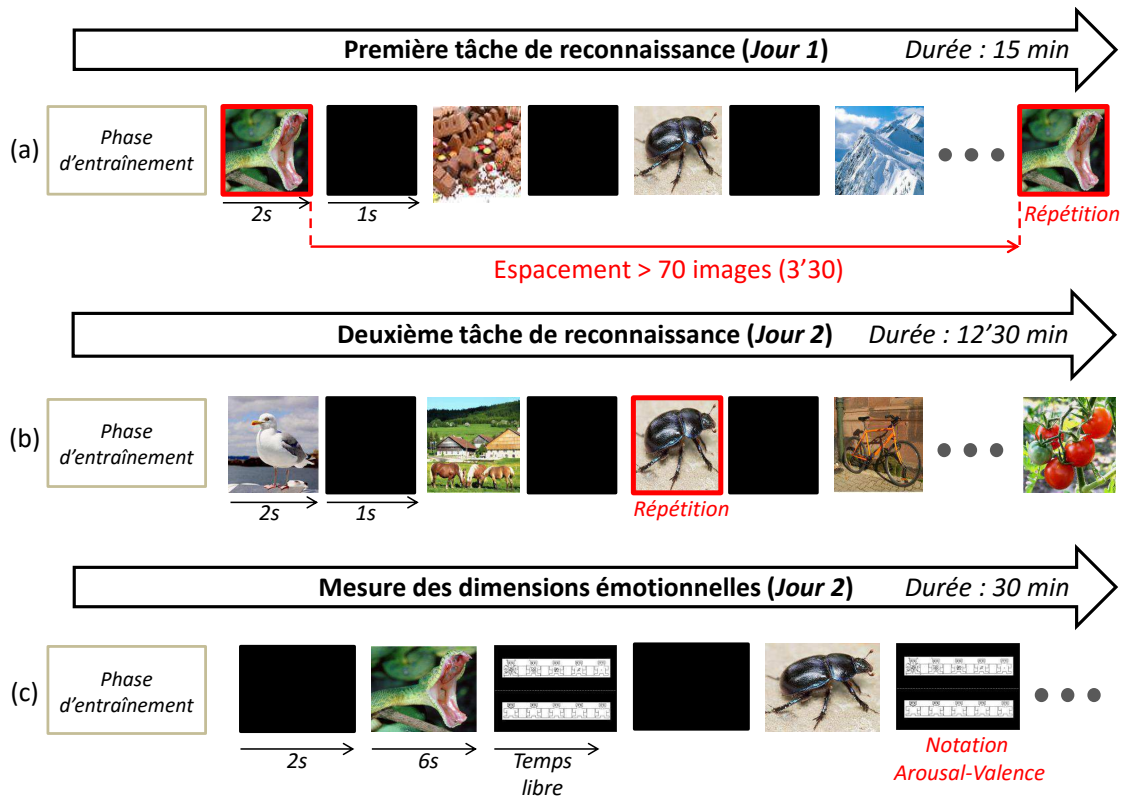 Première tâche de reconnaissance (Jour 1) Durée : 15 min
(a)
Phase
d’entraînement
2s
1s
Répétition
Espacement > 70 images (3’30)
Deuxième tâche de reconnaissance (Jour 2) Durée : 12’30 min
(b)
Phase
d’entraînement
2s
1s
Répétition
Mesure des dimensions émotionnelles (Jour 2) Durée : 30 min
(c)
Phase
d’entraînement
2s
6s
Temps
libre
Notation
Arousal-Valence